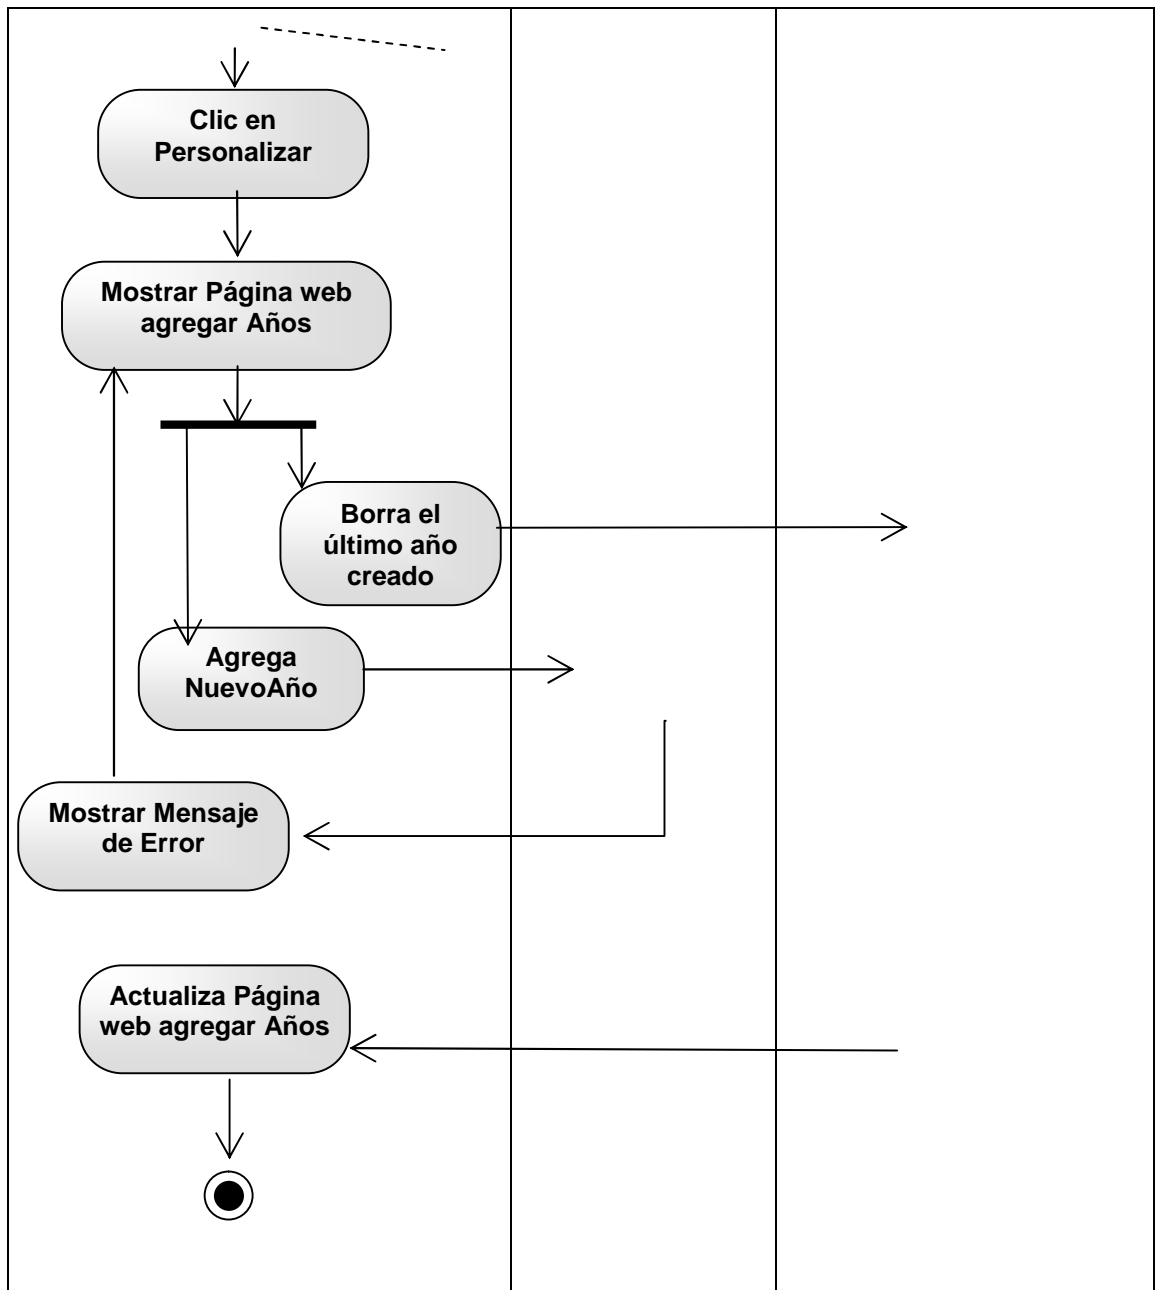 Clic en
Personalizar
Mostrar Página web
agregar Años
Borra el
último año
creado
Agrega
NuevoAño
Mostrar Mensaje
de Error
Actualiza Página
web agregar Años